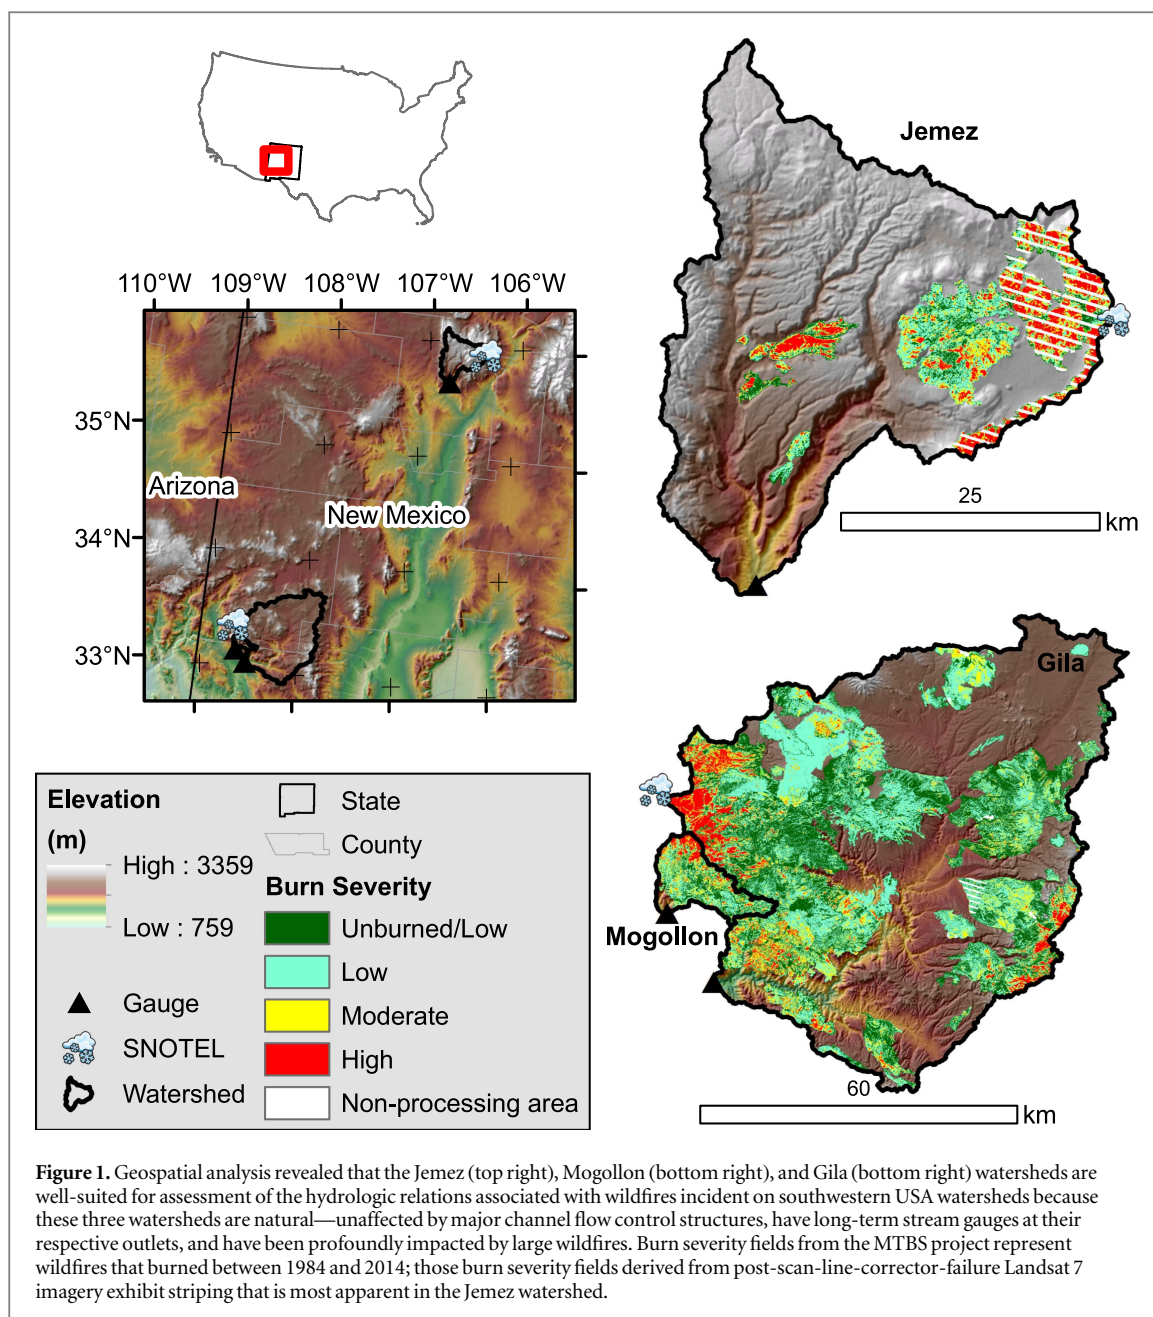 Jemez
110°W 109°W 108°W 107°W 106°W
35°N
34°N
33°N
Arizona
New Mexico
25
km
Gila
Mogollon
60
km
Elevation
(m)
High : 3359
Low : 759
Gauge
SNOTEL
Watershed
State
County
Burn Severity
Unburned/Low
Low
Moderate
High
Non-processing area
Figure 1. Geospatial analysis revealed that the Jemez (top right), Mogollon (bottom right), and Gila (bottom right) watersheds are
well-suited for assessment of the hydrologic relations associated with wildfires incident on southwestern USA watersheds because
these three watersheds are natural—unaffected by major channel flow control structures, have long-term stream gauges at their
respective outlets, and have been profoundly impacted by large wildfires. Burn severity fields from the MTBS project represent
wildfires that burned between 1984 and 2014; those burn severity fields derived from post-scan-line-corrector-failure Landsat 7
imagery exhibit striping that is most apparent in the Jemez watershed.